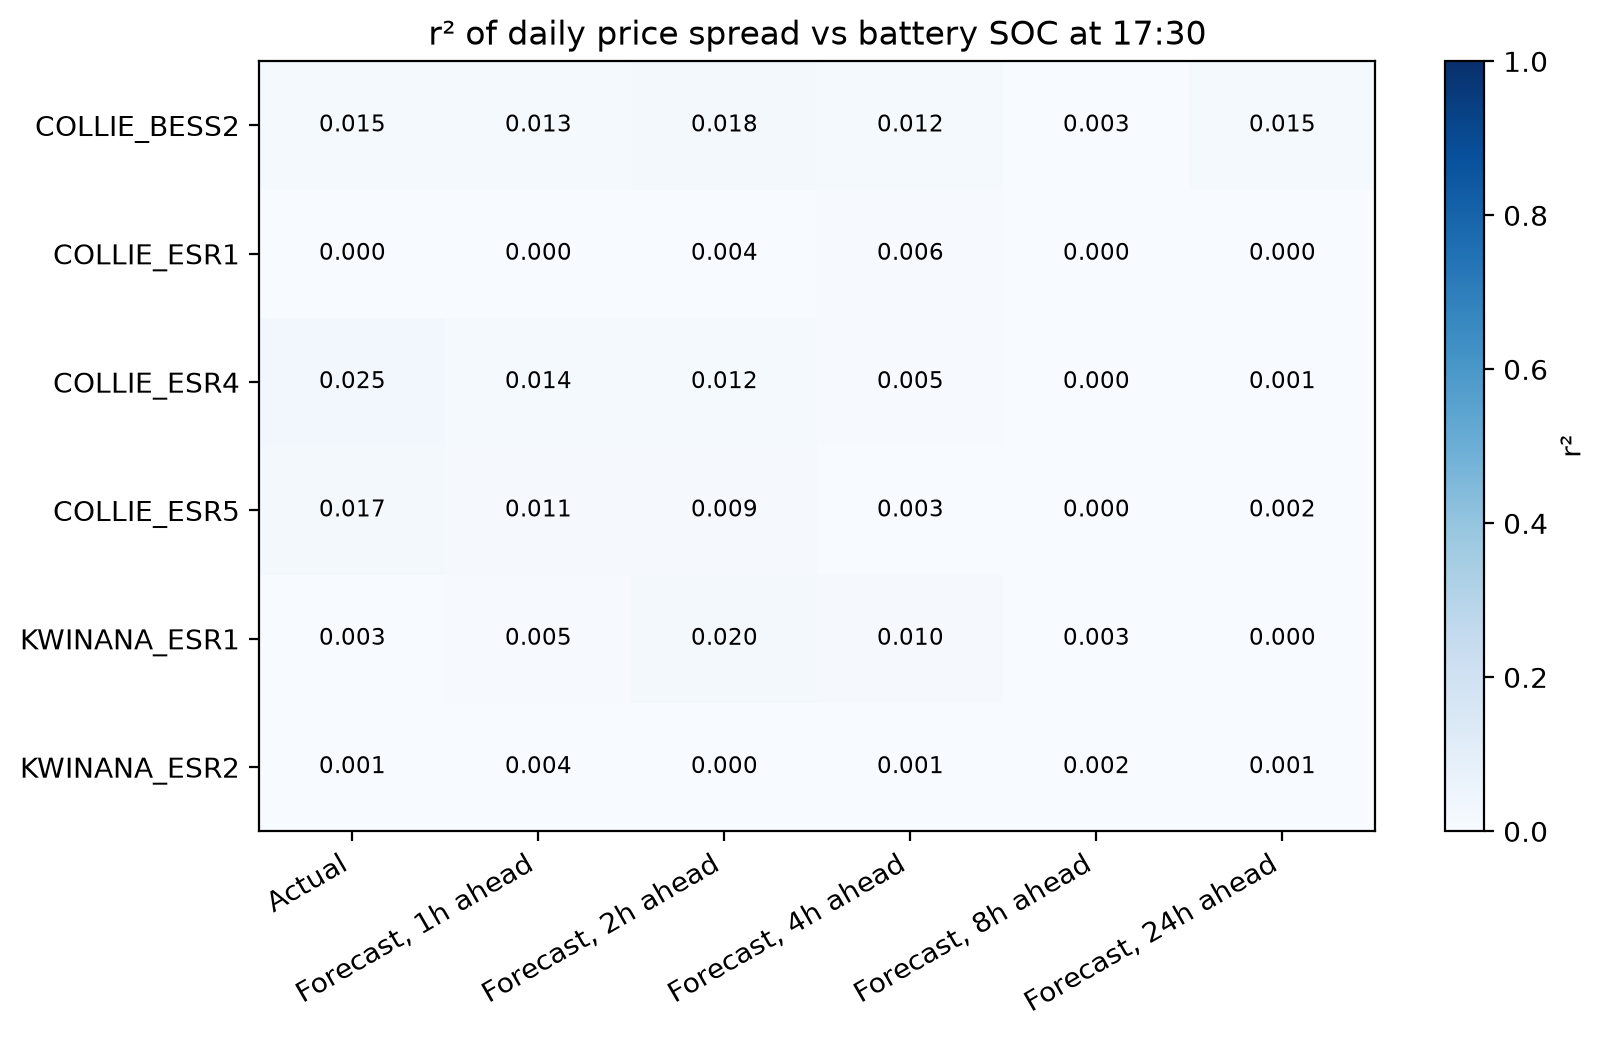 r² of daily price spread vs battery SOC at 17:30
COLLIE_BESS2 0.015 0.013 0.018 0.012 0.003 0.015
COLLIE_ESR1 0.000 0.000 0.004 0.006 0.000 0.000
COLLIE_ESR4 0.025 0.014 0.012 0.005 0.000 0.001
COLLIE_ESR5 0.017 0.011 0.009 0.003 0.000 0.002
KWINANA_ESR1 0.003 0.005 0.020 0.010 0.003 0.000
KWINANA_ESR2 0.001 0.004 0.000 0.001 0.002 0.001
Actual
Forecast, 1h ahead
Forecast, 2h ahead
Forecast, 4h ahead
Forecast, 8h ahead
Forecast, 24h ahead
1.0
0.8
0.6
0.4
0.2
0.0
r²